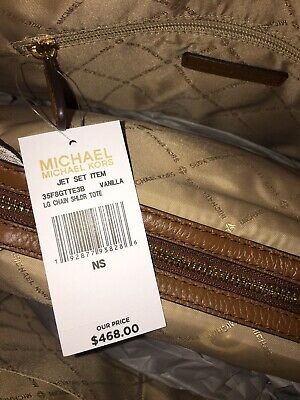 MICHAEL
MICHAEL KORS
JET SET ITEM
35F8GTTE3B VANILLA
LG CHAIN SHLDR TOTE
NS
OUR PRICE
$468.00